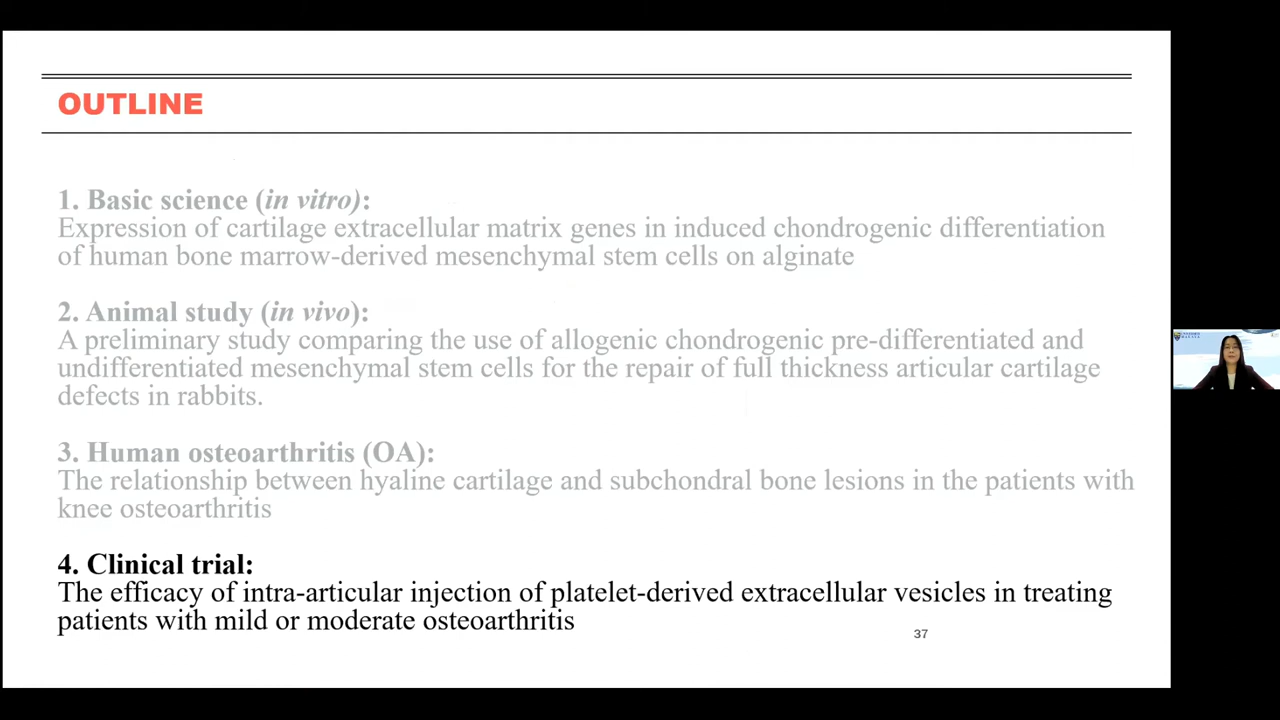 OUTLINE
1. Basic science (in vitro):
Expression of cartilage extracellular matrix genes in induced chondrogenic differentiation
of human bone marrow-derived mesenchymal stem cells on alginate
2. Animal study (in vivo):
A preliminary study comparing the use of allogenic chondrogenic pre-differentiated and
undifferentiated mesenchymal stem cells for the repair of full thickness articular cartilage
defects in rabbits.
3. Human osteoarthritis (OA):
The relationship between hyaline cartilage and subchondral bone lesions in the patients with
knee osteoarthritis
4. Clinical trial:
The efficacy of intra-articular injection of platelet-derived extracellular vesicles in treating
patients with mild or moderate osteoarthritis
37